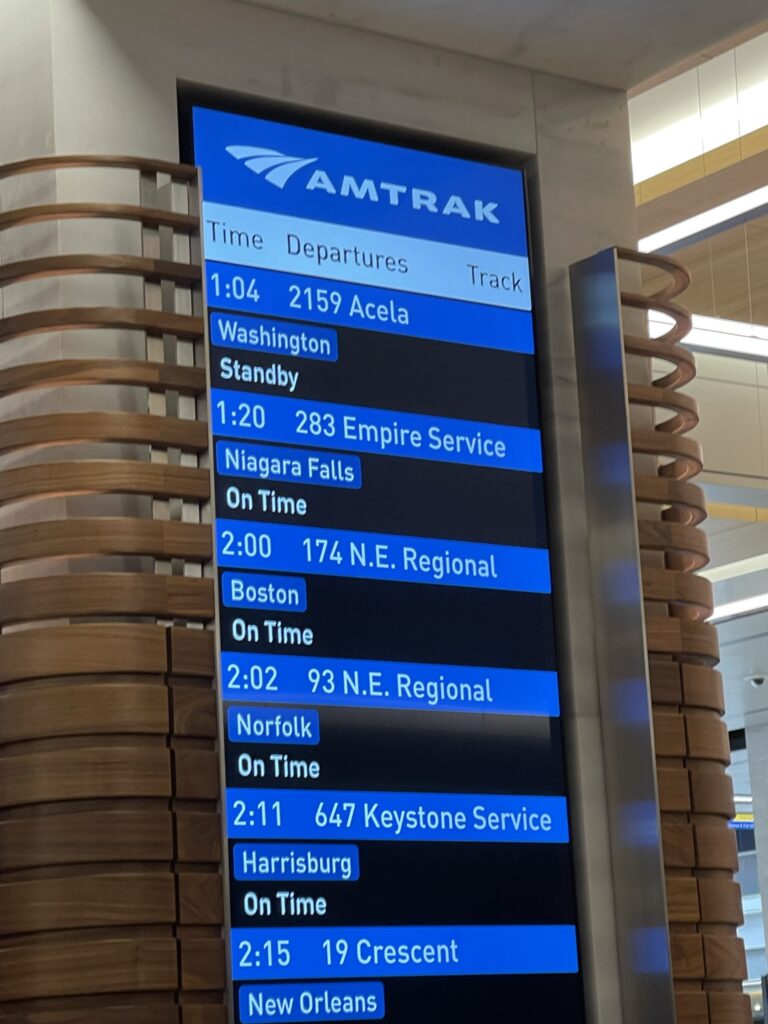 AMTRAK
Time Departures Track
1:04 2159 Acela
Washington
Standby
1:20 283 Empire Service
Niagara Falls
On Time
2:00 174 N.E. Regional
Boston
On Time
2:02 93 N.E. Regional
Norfolk
On Time
2:11 647 Keystone Service
Harrisburg
On Time
2:15 19 Crescent
New Orleans